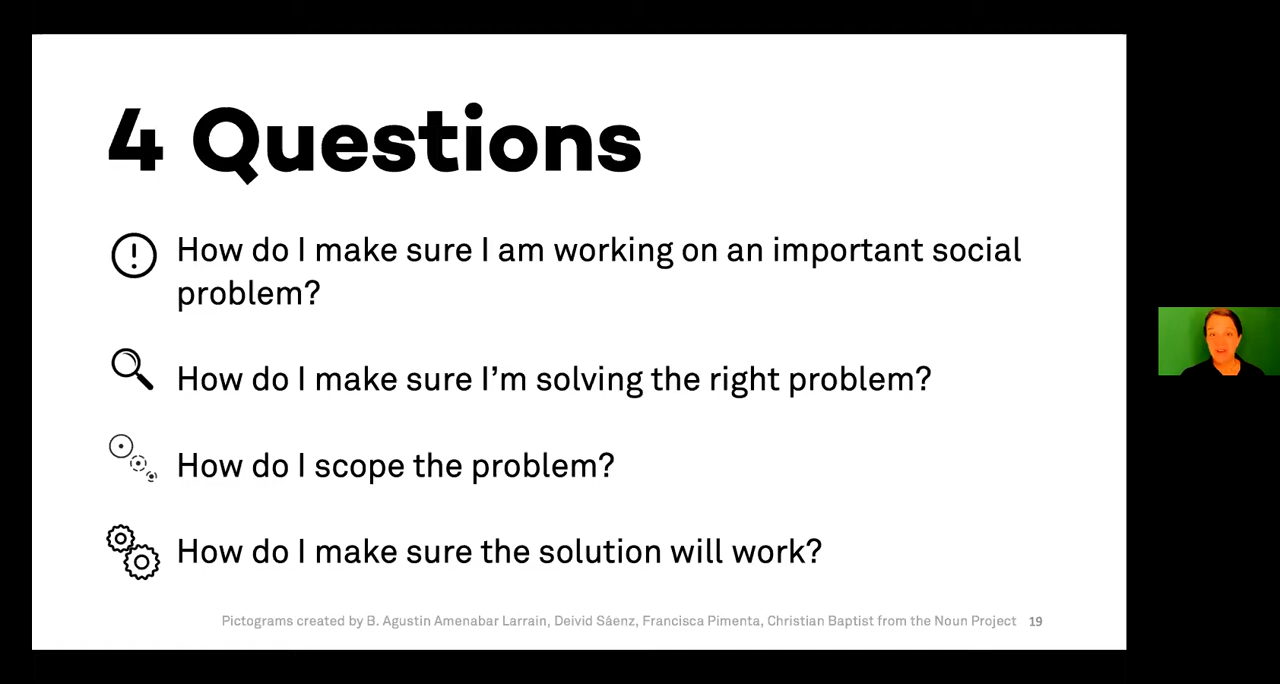 4 Questions
How do I make sure I am working on an important social
problem?
How do I make sure I’m solving the right problem?
How do I scope the problem?
How do I make sure the solution will work?
Pictograms created by B. Agustin Amenabar Larrain, Deivid Sáenz, Francisca Pimenta, Christian Baptist from the Noun Project 19